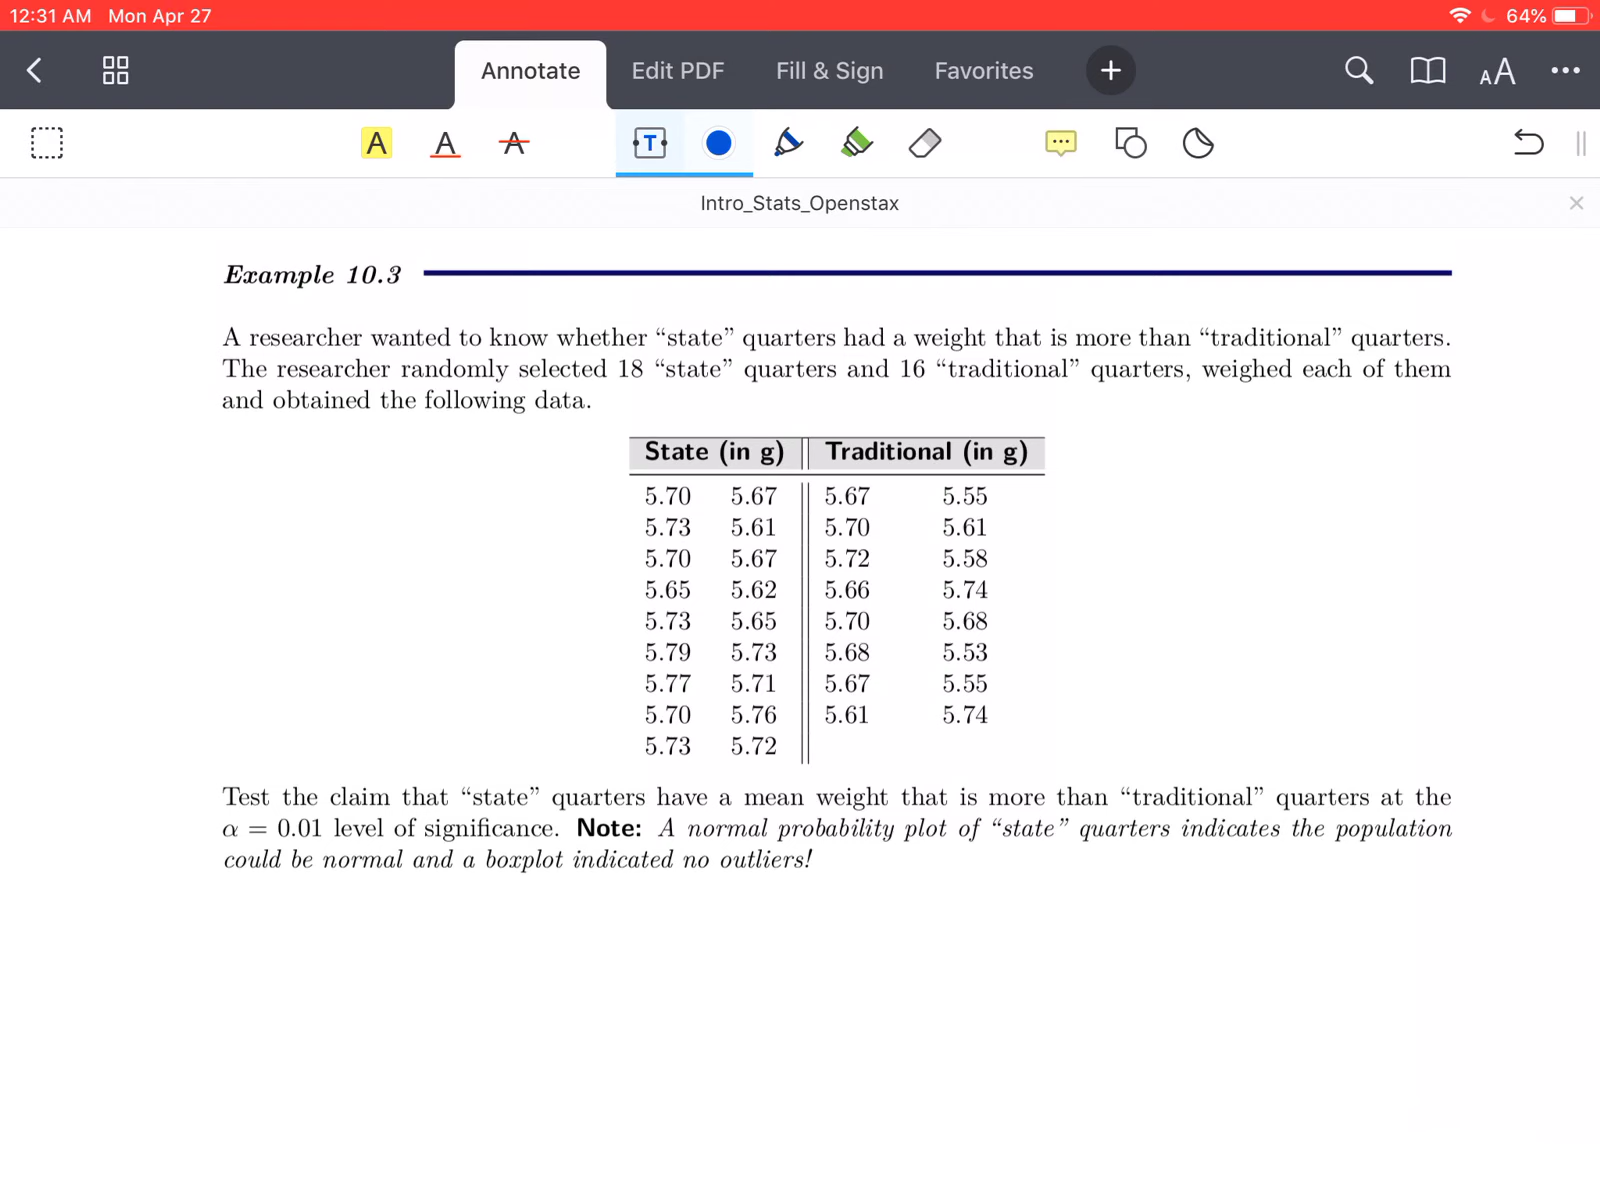 12:31 AM Mon Apr 27
64%
Annotate Edit PDF Fill & Sign Favorites
AA
A A A T
Intro_Stats_Openstax
Example 10.3
A researcher wanted to know whether “state” quarters had a weight that is more than “traditional” quarters.
The researcher randomly selected 18 “state” quarters and 16 “traditional” quarters, weighed each of them
and obtained the following data.
State (in g) Traditional (in g)
5.70 5.67 5.67 5.55
5.73 5.61 5.70 5.61
5.70 5.67 5.72 5.58
5.65 5.62 5.66 5.74
5.73 5.65 5.70 5.68
5.79 5.73 5.68 5.53
5.77 5.71 5.67 5.55
5.70 5.76 5.61 5.74
5.73 5.72
Test the claim that “state” quarters have a mean weight that is more than “traditional” quarters at the
α = 0.01 level of significance. Note: A normal probability plot of “state” quarters indicates the population
could be normal and a boxplot indicated no outliers!